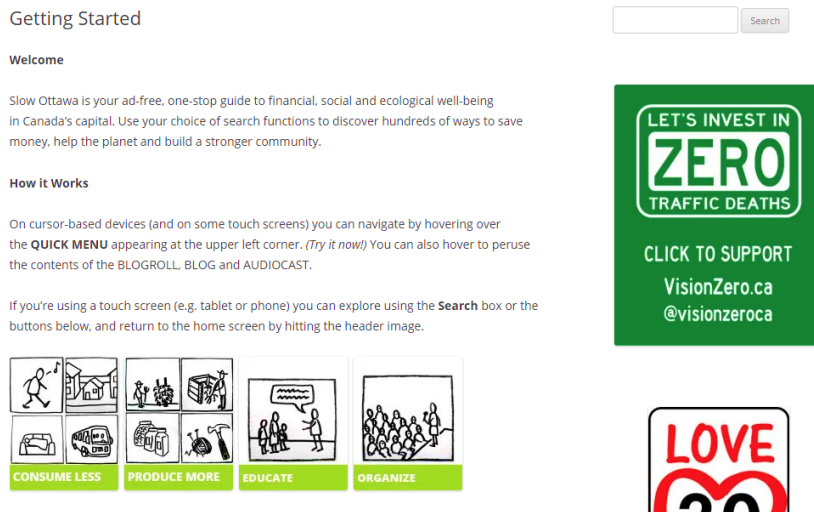 Getting Started
Search
Welcome
Slow Ottawa is your ad-free, one-stop guide to financial, social and ecological well-being
in Canada's capital. Use your choice of search functions to discover hundreds of ways to save
money, help the planet and build a stronger community.
How it Works
On cursor-based devices (and on some touch screens) you can navigate by hovering over
the QUICK MENU appearing at the upper left corner. (Try it now!) You can also hover to peruse
the contents of the BLOGROLL, BLOG and AUDIOCAST.
If you're using a touch screen (e.g. tablet or phone) you can explore using the Search box or the
buttons below, and return to the home screen by hitting the header image.
CONSUME LESS
PRODUCE MORE
EDUCATE
ORGANIZE
LET'S INVEST IN
ZERO
TRAFFIC DEATHS
CLICK TO SUPPORT
VisionZero.ca
@visionzeroca
LOVE